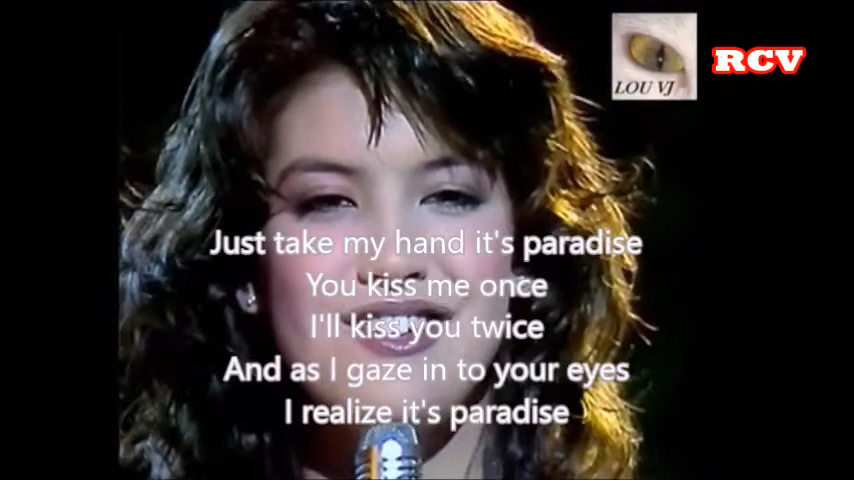 RCV
LOU VJ
Just take my hand it's paradise
You kiss me once
I'll kiss you twice
And as I gaze in to your eyes
I realize it's paradise